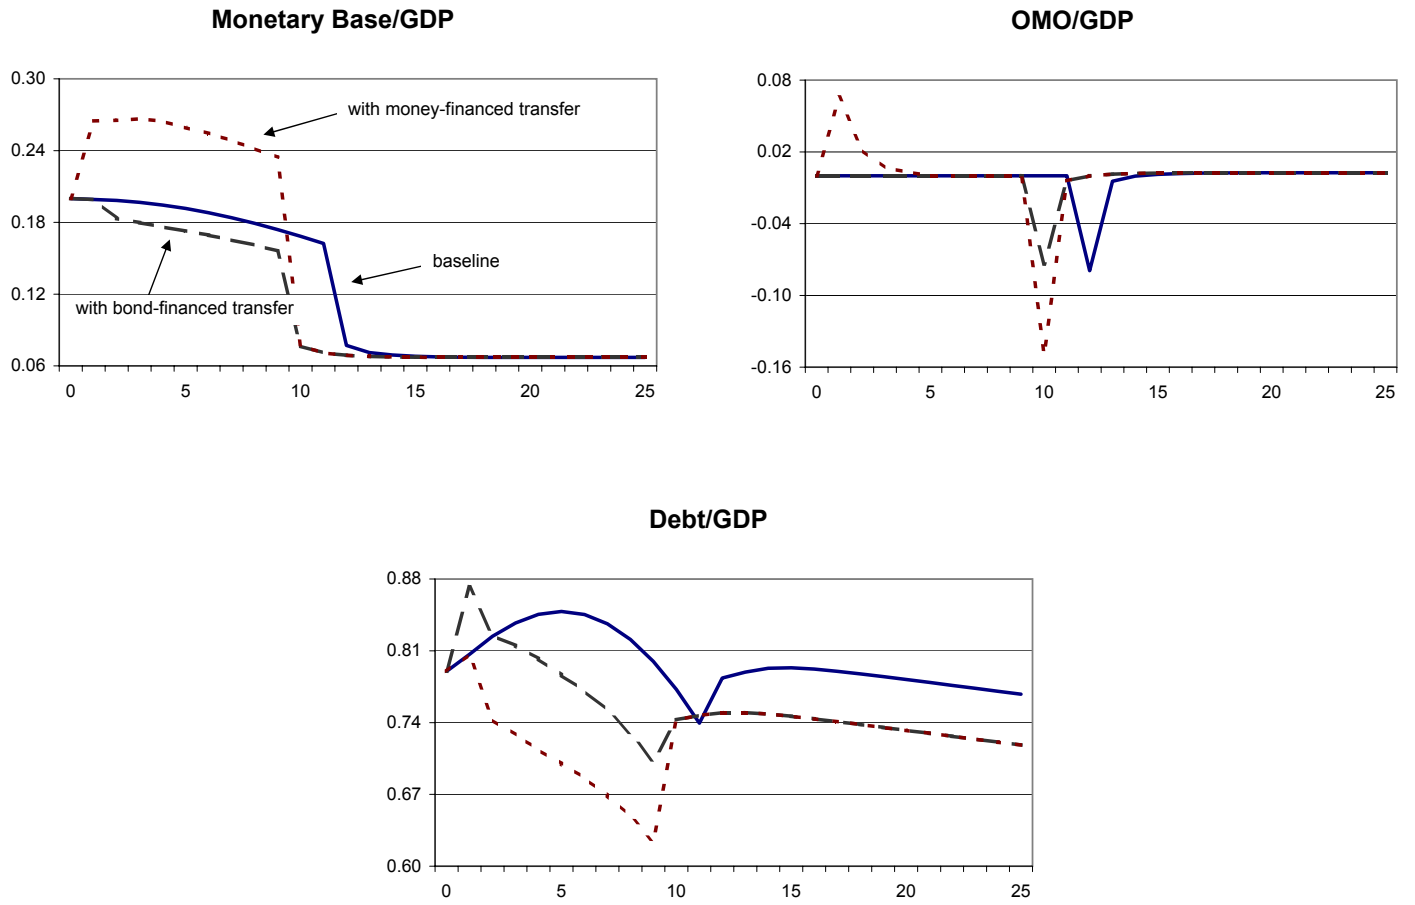 Monetary Base/GDP
0.30
0.24
0.18
0.12
0.06
with money-financed transfer
baseline
with bond-financed transfer
0 5 10 15 20 25
OMO/GDP
0.08
0.02
-0.04
-0.10
-0.16
0 5 10 15 20 25
Debt/GDP
0.88
0.81
0.74
0.67
0.60
0 5 10 15 20 25